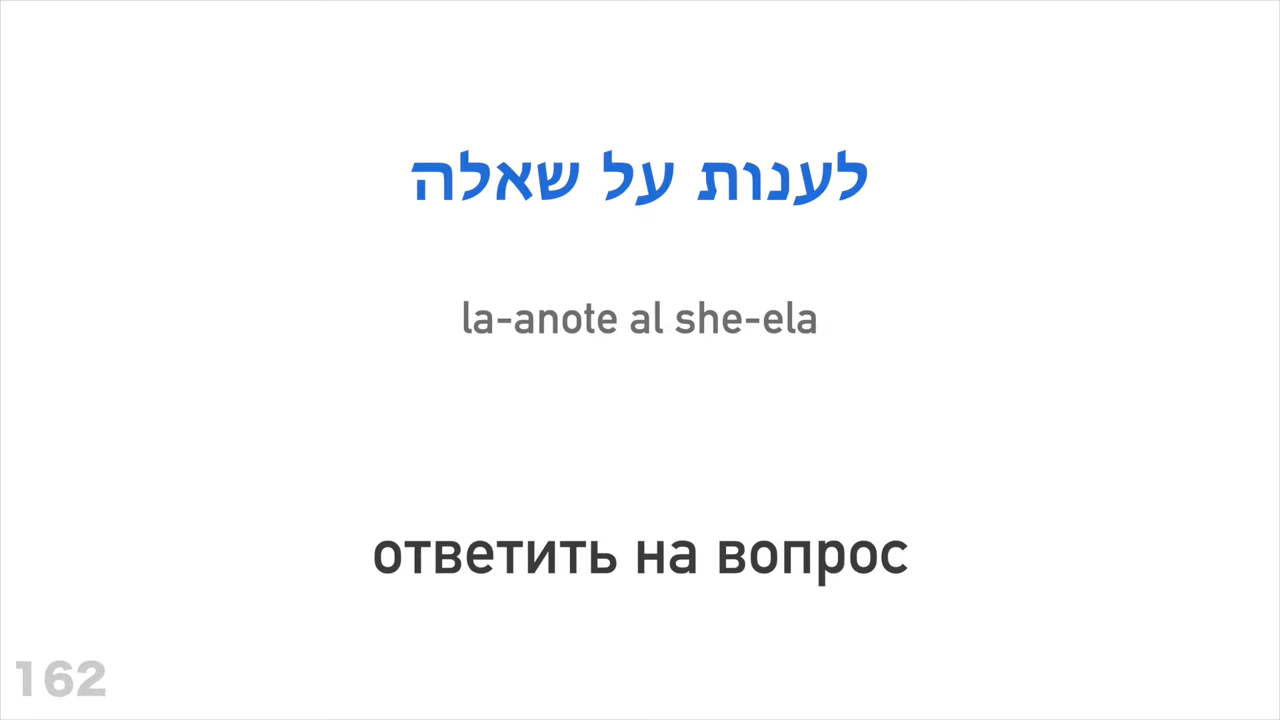 לענות על שאלה
la-anote al she-ela
ответить на вопрос
162